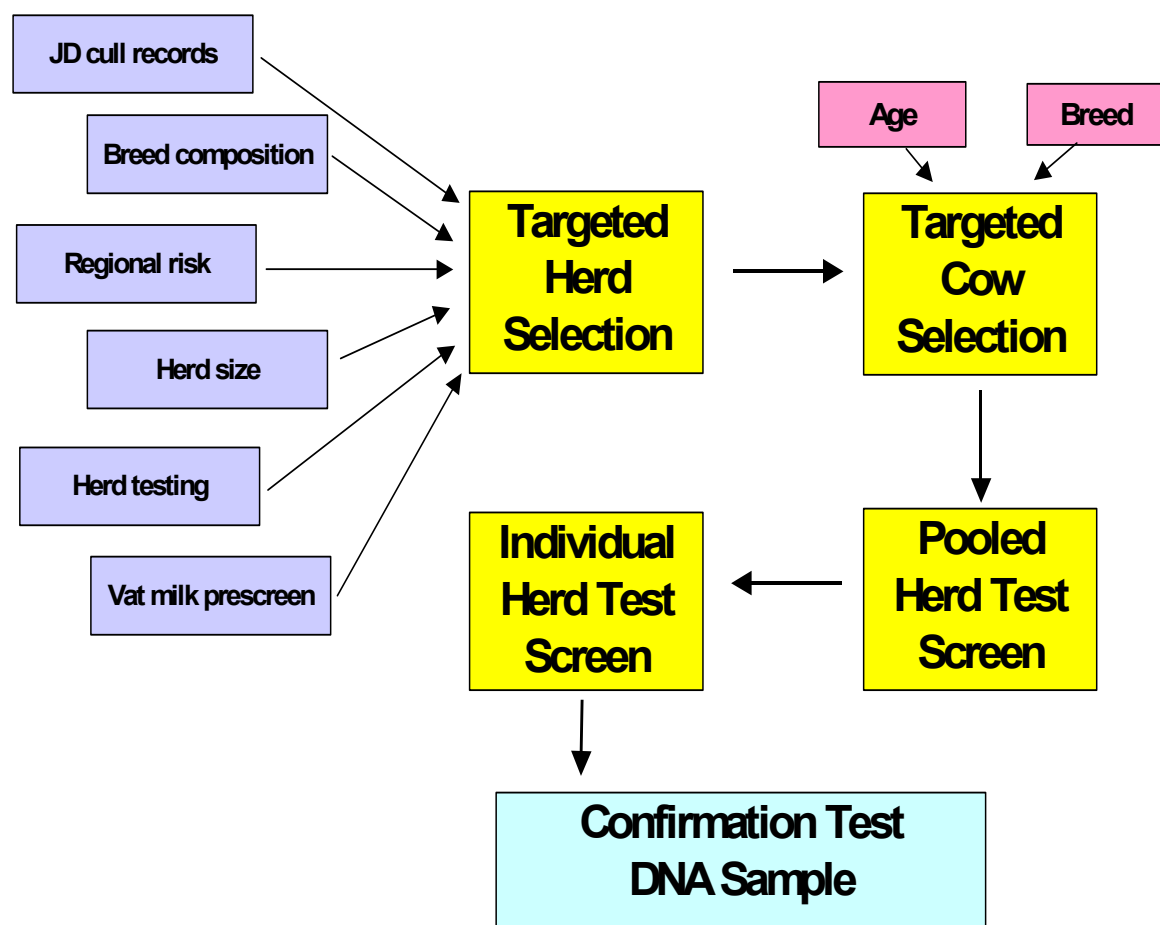 JD cull records
Breed composition
Regional risk
Herd size
Herd testing
Vat milk prescreen
Targeted
Herd
Selection
Age
Breed
Targeted
Cow
Selection
Pooled
Herd Test
Screen
Individual
Herd Test
Screen
Confirmation Test
DNA Sample